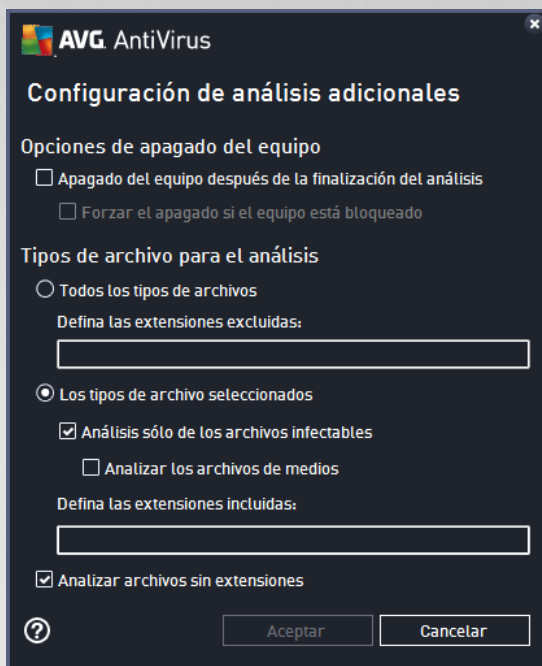 AVG. AntiVirus
Configuración de análisis adicionales
Opciones de apagado del equipo
Apagado del equipo después de la finalización del análisis
Forzar el apagado si el equipo está bloqueado
Tipos de archivo para el análisis
Todos los tipos de archivos
Defina las extensiones excluidas:
Los tipos de archivo seleccionados
Análisis sólo de los archivos infectables
Analizar los archivos de medios
Defina las extensiones incluidas:
Analizar archivos sin extensiones
?
Aceptar
Cancelar